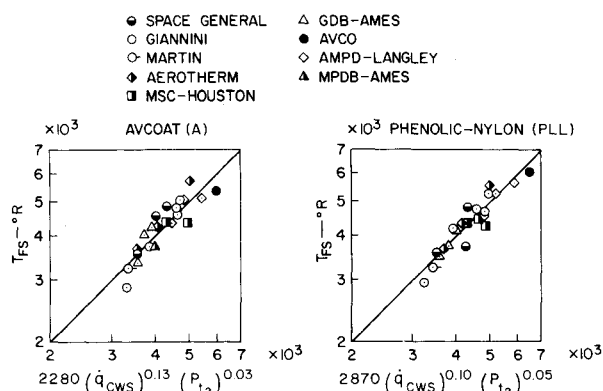 SPACE GENERAL
GIANNINI
MARTIN
AEROTHERM
MSC-HOUSTON
GDB-AMES
AVCO
AMPD-LANGLEY
MPDB-AMES
×10³ AVCOAT (A)
7
6
5
4
3
2
T_FS—°R
2 3 4 5 6 7
×10³
2280 (q̇_CWS)^0.13 (P_t₂)^0.03
×10³ PHENOLIC-NYLON (PLL)
7
6
5
4
3
2
T_FS—°R
2 3 4 5 6 7
×10³
2870 (q̇_CWS)^0.10 (P_t₂)^0.05